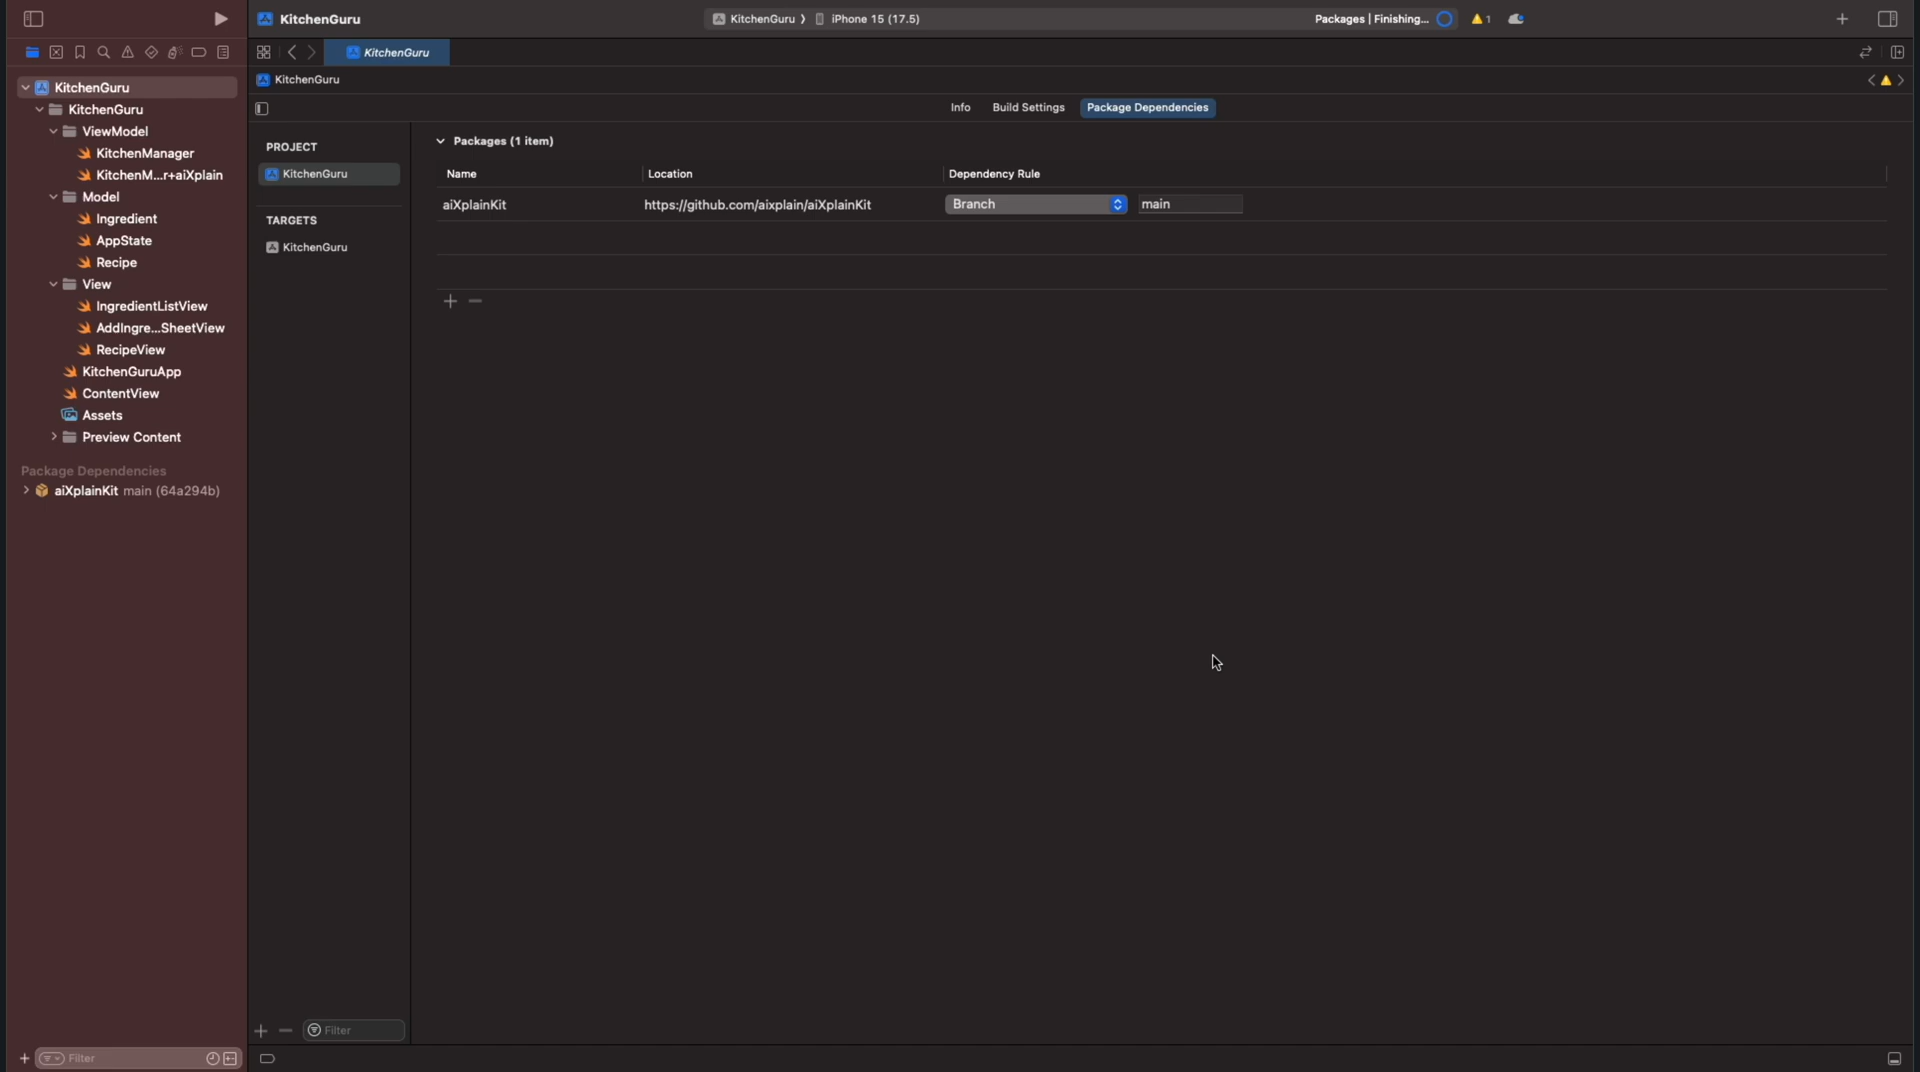 KitchenGuru
KitchenGuru
iPhone 15 (17.5)
Packages | Finishing...
1
KitchenGuru
KitchenGuru
KitchenGuru
KitchenGuru
ViewModel
KitchenManager
KitchenM...r+aiXplain
Model
Ingredient
AppState
Recipe
View
IngredientListView
AddIngre...SheetView
RecipeView
KitchenGuruApp
ContentView
Assets
Preview Content
Package Dependencies
aiXplainKit main (64a294b)
Filter
PROJECT
KitchenGuru
TARGETS
KitchenGuru
Filter
Info Build Settings Package Dependencies
Packages (1 item)
Name Location Dependency Rule
aiXplainKit https://github.com/aixplain/aiXplainKit Branch main